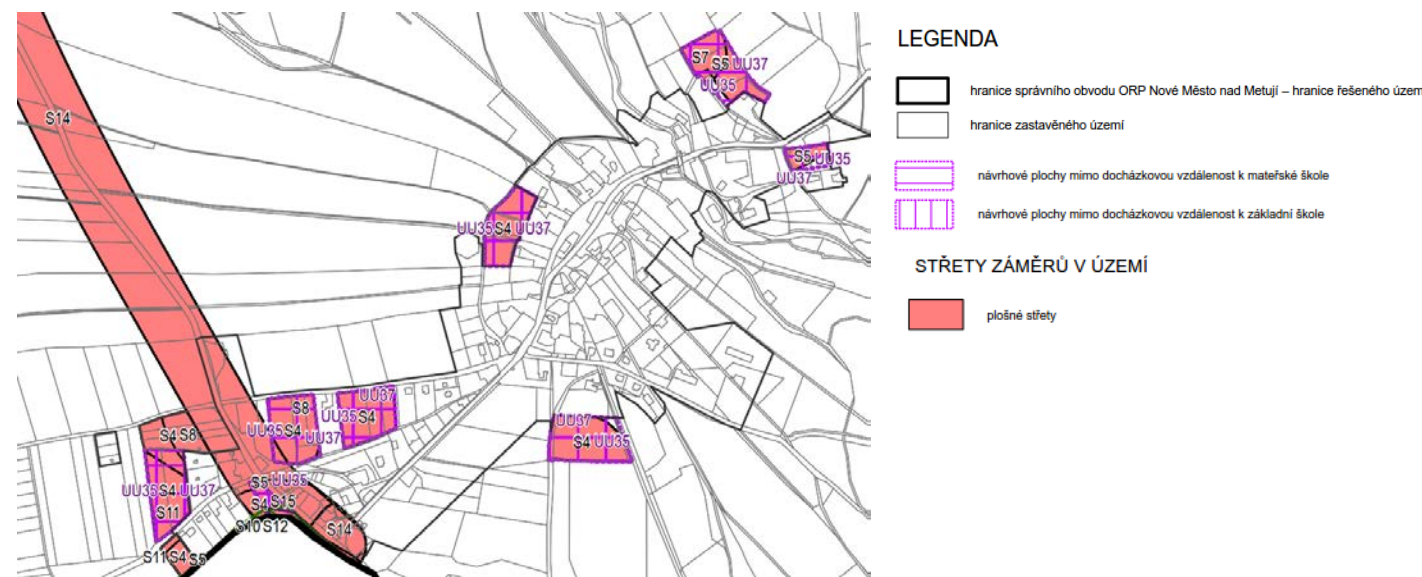 LEGENDA
hranice správního obvodu ORP Nové Město nad Metují – hranice řešeného územ
hranice zastavěného území
návrhové plochy mimo docházkovou vzdálenost k mateřské škole
návrhové plochy mimo docházkovou vzdálenost k základní škole
STŘETY ZÁMĚRŮ V ÚZEMÍ
plošné střety
S7 S5 UU37
UU35
S14
S5 UU35
UU37
UU35 S4 UU37
UU37
S8
UU35 S4
UU35 S4 UU37
UU37
S4 UU35
S4 S8
S5 UU35
UU35 S4 UU37
S4 S15
S11
S10 S12
S14
S11 S4 S5